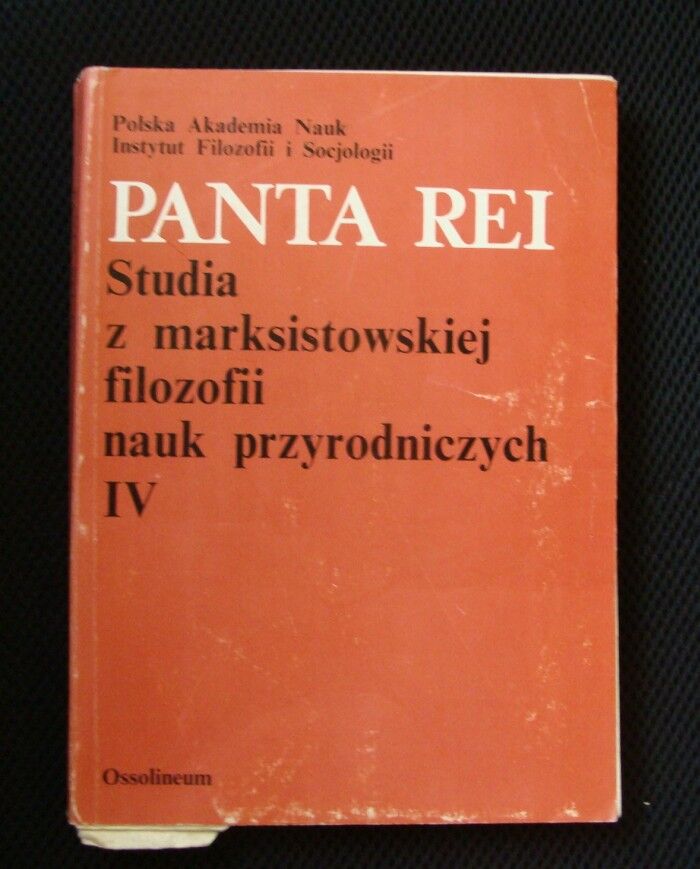 Polska Akademia Nauk
Instytut Filozofii i Socjologii
PANTA REI
Studia
z marksistowskiej
filozofii
nauk przyrodniczych
IV
Ossolineum